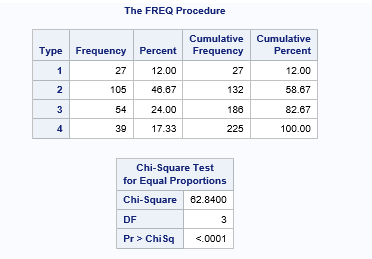 The FREQ Procedure
Type Frequency Percent Cumulative Frequency Cumulative Percent
1 27 12.00 27 12.00
2 105 46.67 132 58.67
3 54 24.00 186 82.67
4 39 17.33 225 100.00
Chi-Square Test
for Equal Proportions
Chi-Square 62.8400
DF 3
Pr > ChiSq <.0001